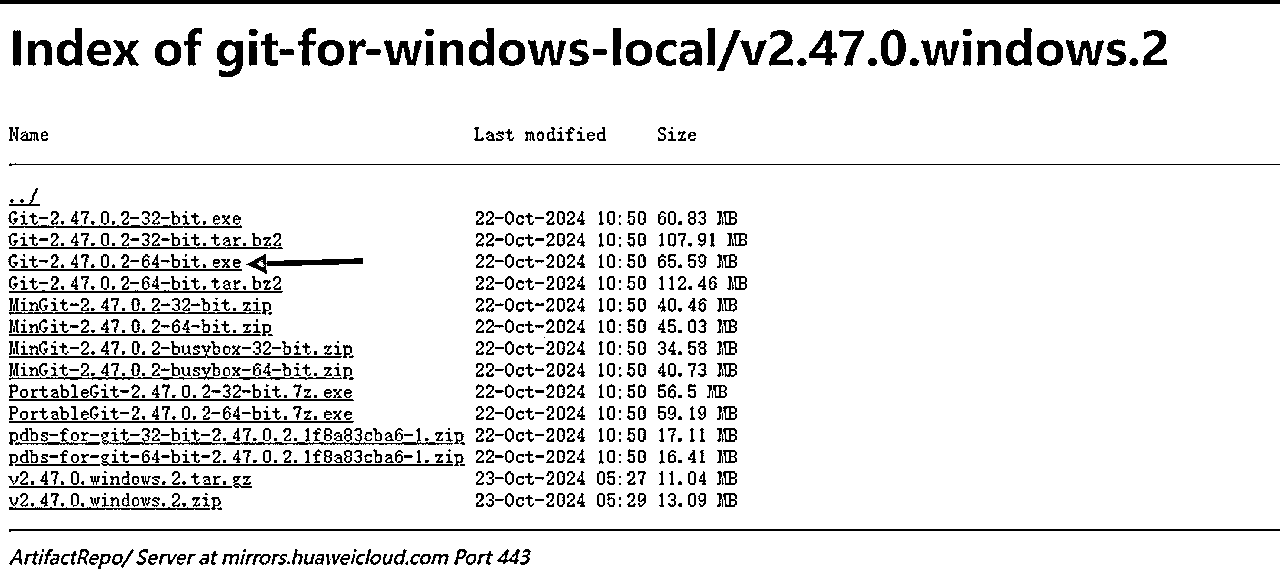 Index of git-for-windows-local/v2.47.0.windows.2
Name Last modified Size
../
Git-2.47.0.2-32-bit.exe 22-Oct-2024 10:50 60.83 MB
Git-2.47.0.2-32-bit.tar.bz2 22-Oct-2024 10:50 107.91 MB
Git-2.47.0.2-64-bit.exe 22-Oct-2024 10:50 65.59 MB
Git-2.47.0.2-64-bit.tar.bz2 22-Oct-2024 10:50 112.46 MB
MinGit-2.47.0.2-32-bit.zip 22-Oct-2024 10:50 40.46 MB
MinGit-2.47.0.2-64-bit.zip 22-Oct-2024 10:50 45.03 MB
MinGit-2.47.0.2-busybox-32-bit.zip 22-Oct-2024 10:50 34.53 MB
MinGit-2.47.0.2-busybox-64-bit.zip 22-Oct-2024 10:50 40.73 MB
PortableGit-2.47.0.2-32-bit.7z.exe 22-Oct-2024 10:50 56.5 MB
PortableGit-2.47.0.2-64-bit.7z.exe 22-Oct-2024 10:50 59.19 MB
pdbs-for-git-32-bit-2.47.0.2.1f8a83cba6-1.zip 22-Oct-2024 10:50 17.11 MB
pdbs-for-git-64-bit-2.47.0.2.1f8a83cba6-1.zip 22-Oct-2024 10:50 16.41 MB
v2.47.0.windows.2.tar.gz 23-Oct-2024 05:27 11.04 MB
v2.47.0.windows.2.zip 23-Oct-2024 05:29 13.09 MB
ArtifactRepo/ Server at mirrors.huaweicloud.com Port 443